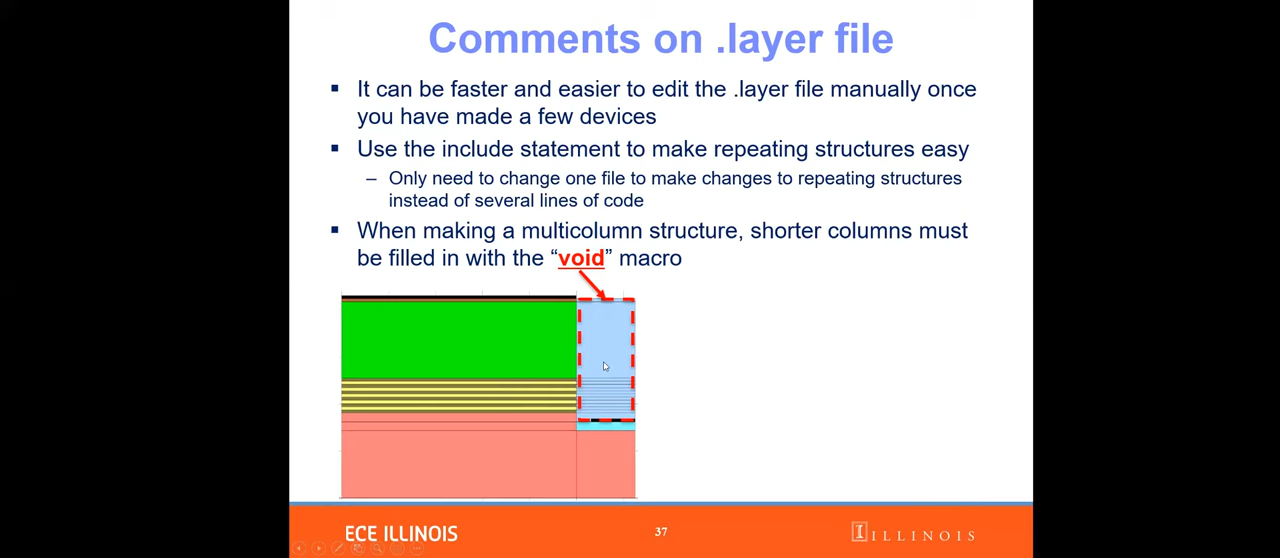 Comments on .layer file
▪ It can be faster and easier to edit the .layer file manually once
you have made a few devices
▪ Use the include statement to make repeating structures easy
– Only need to change one file to make changes to repeating structures
instead of several lines of code
▪ When making a multicolumn structure, shorter columns must
be filled in with the “void” macro
ECE ILLINOIS
37
I ILLINOIS